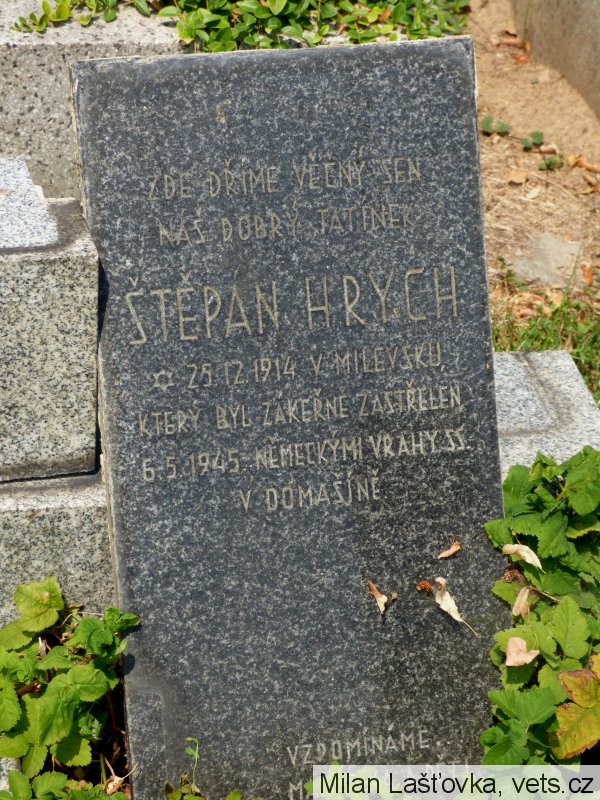 ZDE DŘÍME VĚČNÝ SEN
NÁŠ DOBRÝ TATÍNEK
ŠTĚPÁN HRYCH
✡ 25.12.1914 V MILEVSKU,
KTERÝ BYL ZÁKEŘNĚ ZASTŘELEN
6.5.1945 NĚMECKÝMI VRAHY SS.
V DOMAŠÍNĚ
VZPOMÍNÁME
Milan Lašťovka, vets.cz